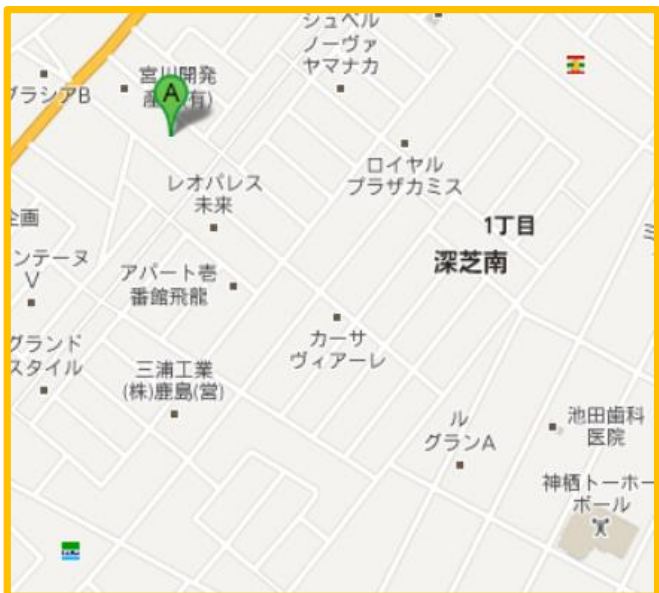 シュペル
ノーヴァ
ヤマナカ
宮川開発
グラシアB
A
ロイヤル
プラザカミス
レオパレス
未来
企画
1丁目
深芝南
ンテーヌ
V
アパート壱
番館飛龍
カーサ
ヴィアーレ
グランド
スタイル
三浦工業
(株)鹿島(営)
ル
グランA
池田歯科
医院
神栖トーホー
ボール